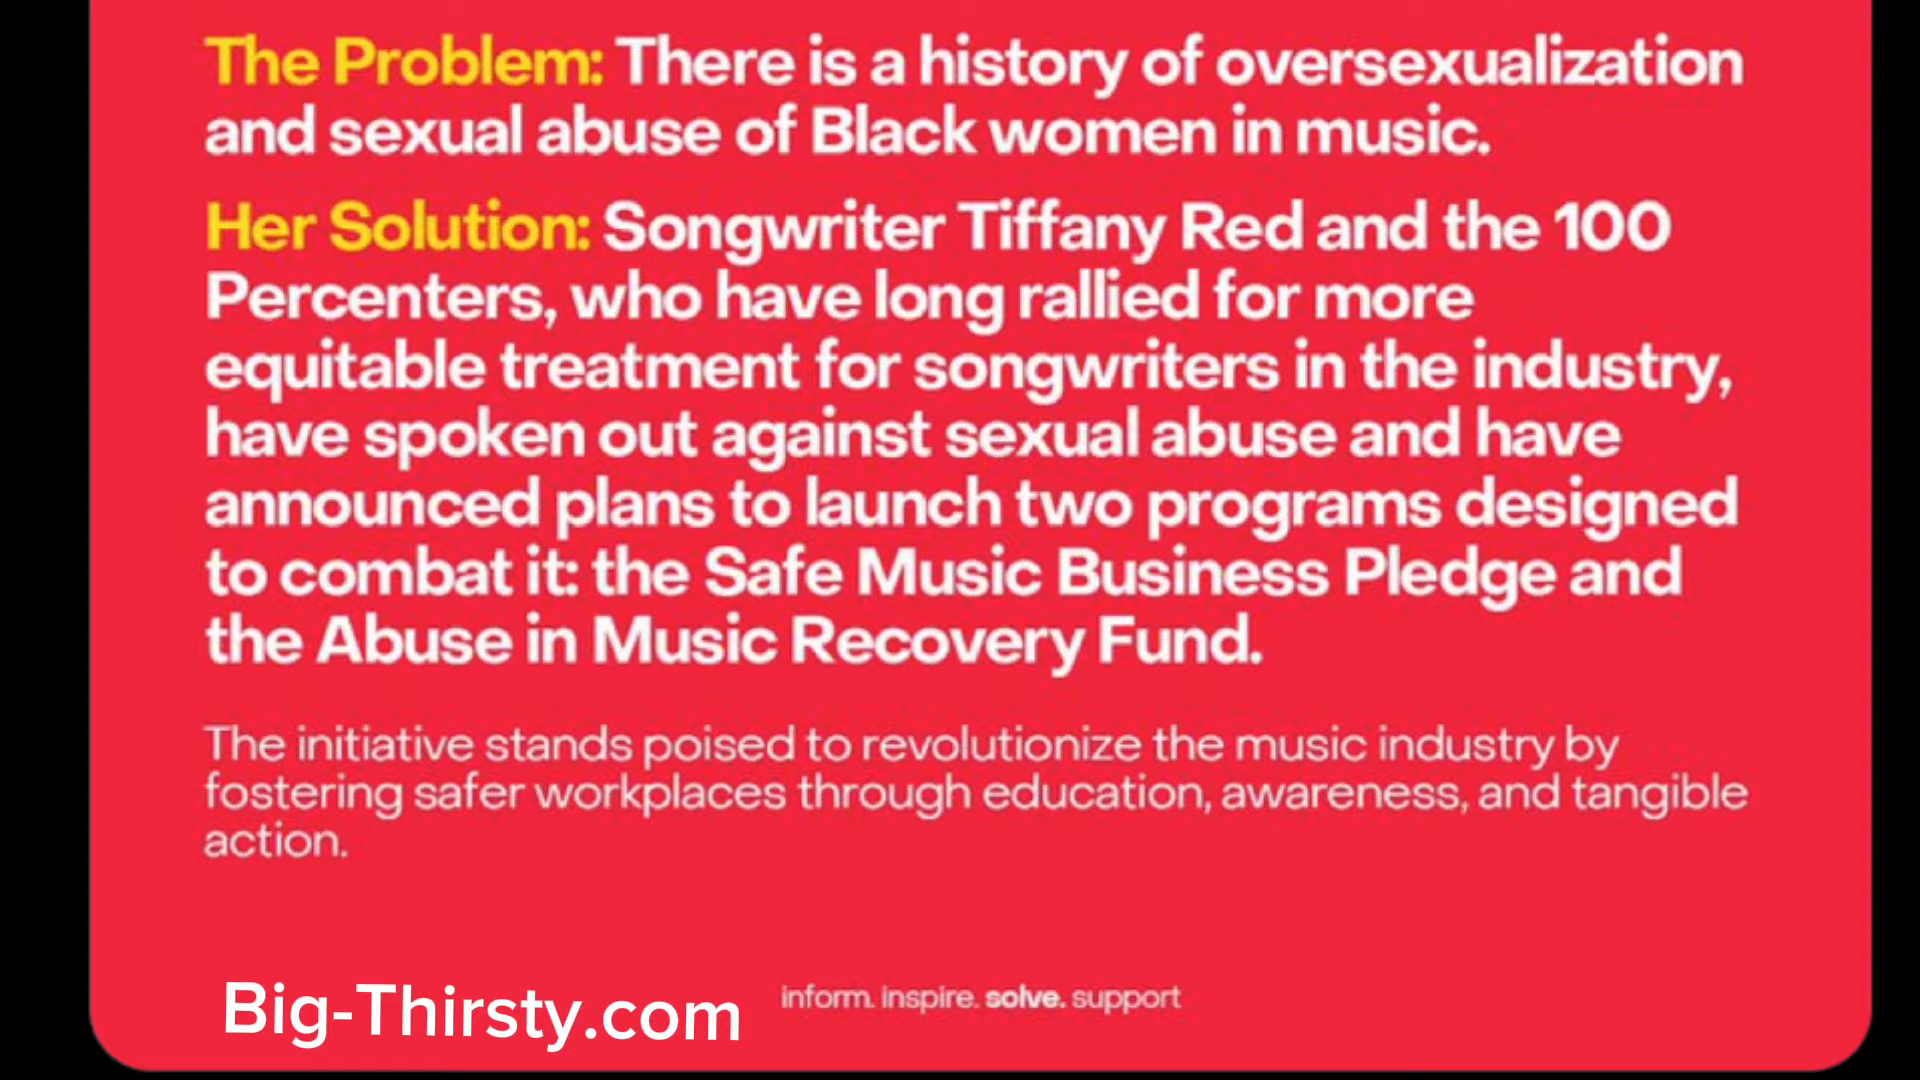 The Problem: There is a history of oversexualization
and sexual abuse of Black women in music.
Her Solution: Songwriter Tiffany Red and the 100
Percenters, who have long rallied for more
equitable treatment for songwriters in the industry,
have spoken out against sexual abuse and have
announced plans to launch two programs designed
to combat it: the Safe Music Business Pledge and
the Abuse in Music Recovery Fund.
The initiative stands poised to revolutionize the music industry by
fostering safer workplaces through education, awareness, and tangible
action.
Big-Thirsty.com
inform. inspire. solve. support